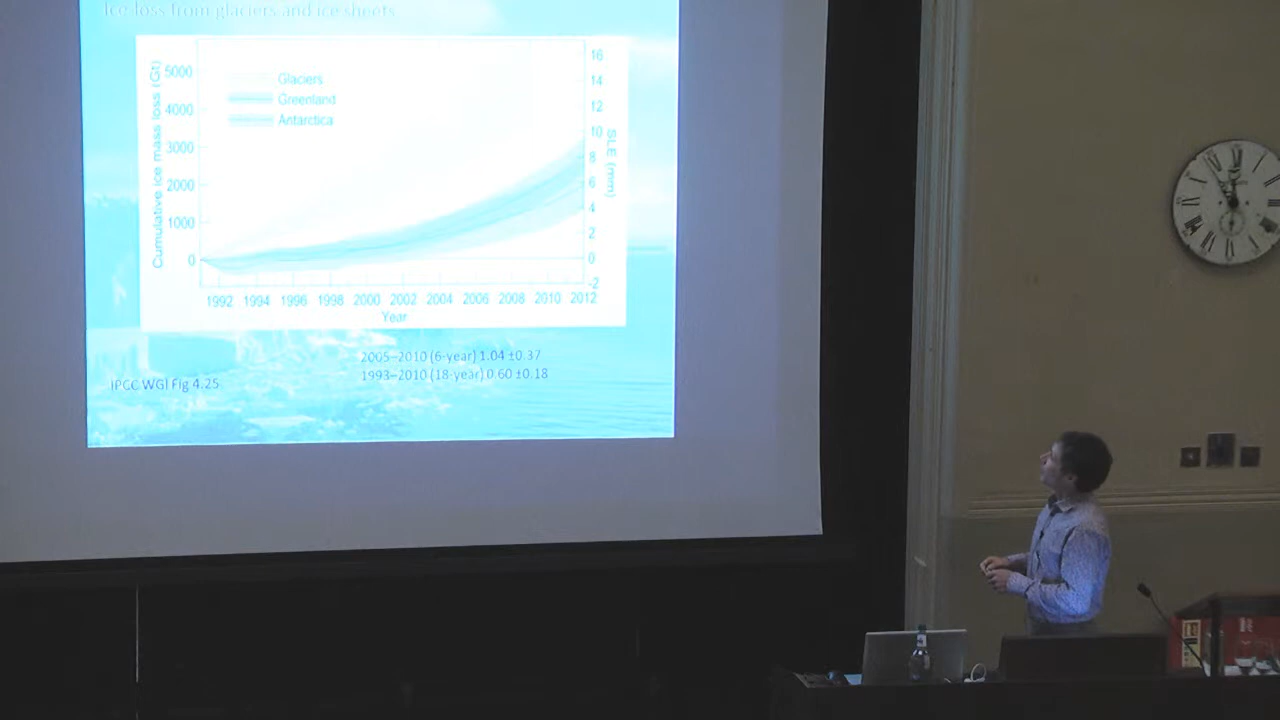 Ice loss from glaciers and ice sheets
Cumulative ice mass loss (Gt)
5000
4000
3000
2000
1000
0
Glaciers
Greenland
Antarctica
16
14
12
10
8
6
4
2
0
-2
SLE (mm)
1992 1994 1996 1998 2000 2002 2004 2006 2008 2010 2012
Year
2005–2010 (6-year) 1.04 ±0.37
1993–2010 (18-year) 0.60 ±0.18
IPCC WGI Fig 4.25